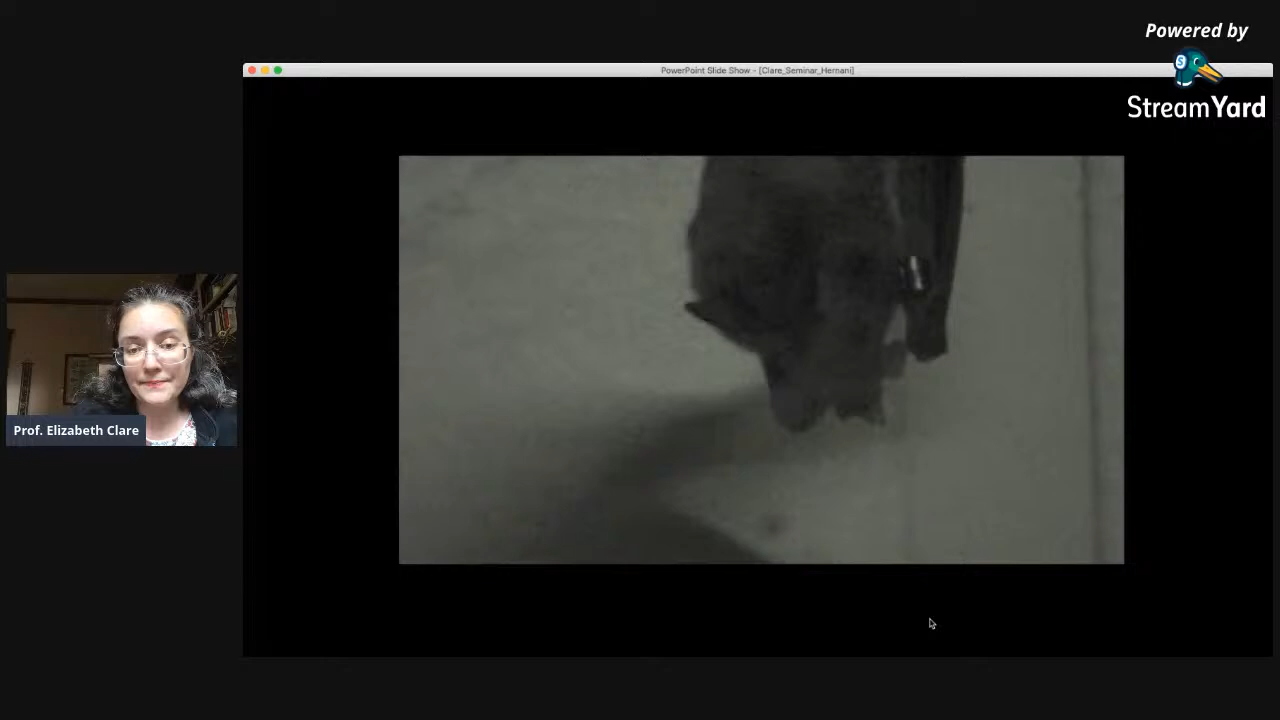 Powered by
PowerPoint Slide Show - [Clare_Seminar_Hernani]
StreamYard
Prof. Elizabeth Clare